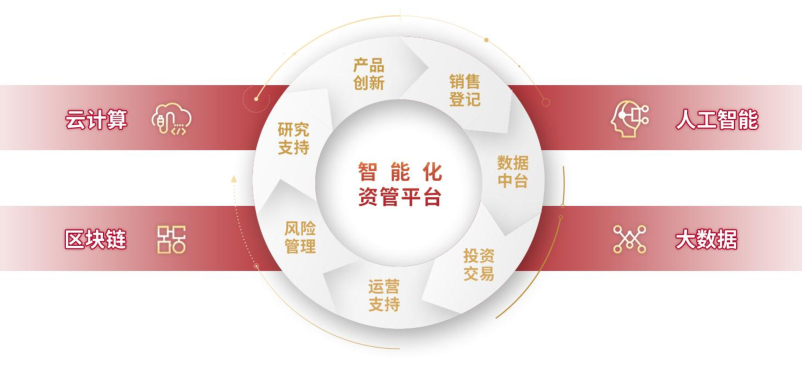 产品
创新
销售
登记
云计算
人工智能
研究
支持
数据
中台
智能化
资管平台
区块链
大数据
风险
管理
投资
交易
运营
支持